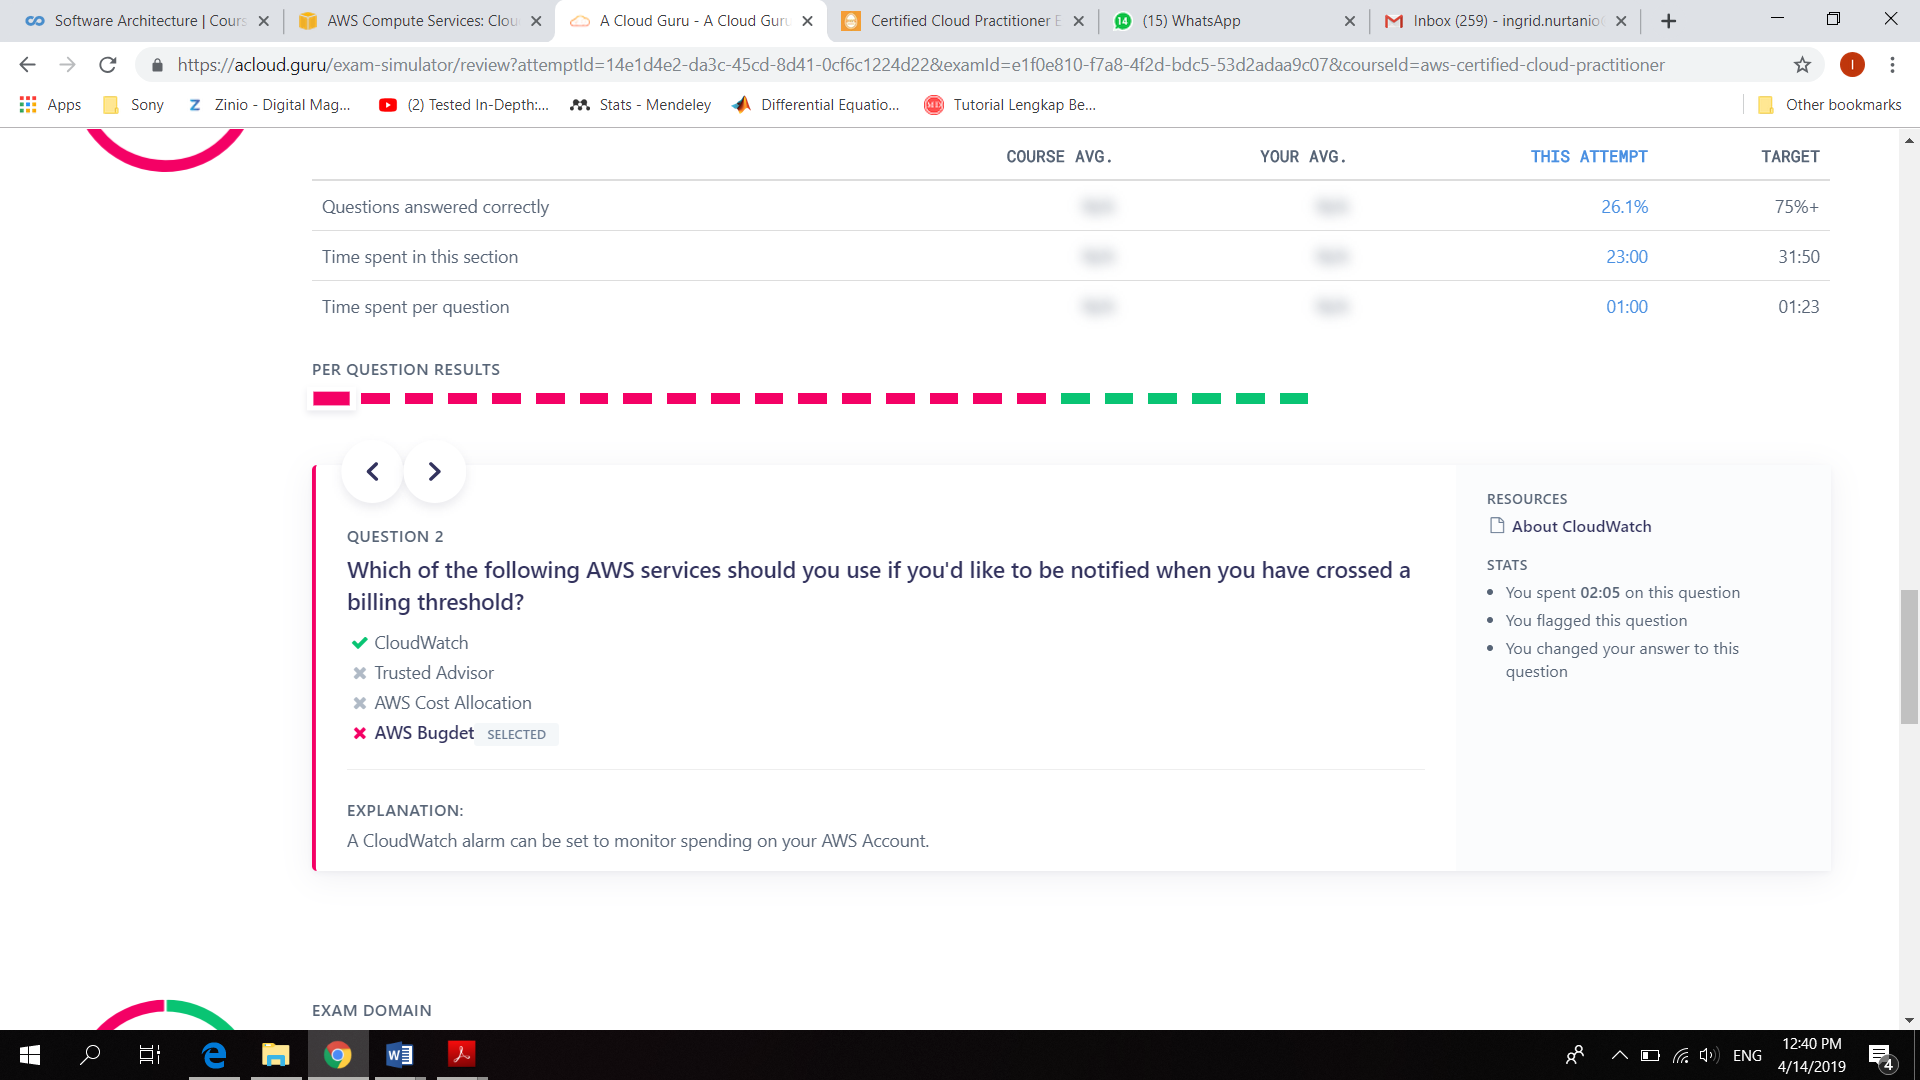 Software Architecture | Cours
AWS Compute Services: Clou
A Cloud Guru - A Cloud Guru
Certified Cloud Practitioner E
14
(15) WhatsApp
Inbox (259) - ingrid.nurtanio
https://acloud.guru/exam-simulator/review?attemptId=14e1d4e2-da3c-45cd-8d41-0cf6c1224d22&examId=e1f0e810-f7a8-4f2d-bdc5-53d2adaa9c07&courseId=aws-certified-cloud-practitioner
I
Apps
Sony
Z
Zinio - Digital Mag...
(2) Tested In-Depth:...
Stats - Mendeley
Differential Equatio...
Tutorial Lengkap Be...
Other bookmarks
COURSE AVG. YOUR AVG. THIS ATTEMPT TARGET
Questions answered correctly 26.1% 75%+
Time spent in this section 23:00 31:50
Time spent per question 01:00 01:23
PER QUESTION RESULTS
QUESTION 2
Which of the following AWS services should you use if you'd like to be notified when you have crossed a
billing threshold?
CloudWatch
Trusted Advisor
AWS Cost Allocation
AWS Bugdet SELECTED
EXPLANATION:
A CloudWatch alarm can be set to monitor spending on your AWS Account.
RESOURCES
About CloudWatch
STATS
You spent 02:05 on this question
You flagged this question
You changed your answer to this
question
EXAM DOMAIN
ENG
12:40 PM
4/14/2019
4